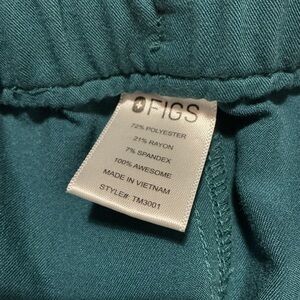 FIGS
72% POLYESTER
21% RAYON
7% SPANDEX
100% AWESOME
MADE IN VIETNAM
STYLE#: TM3001